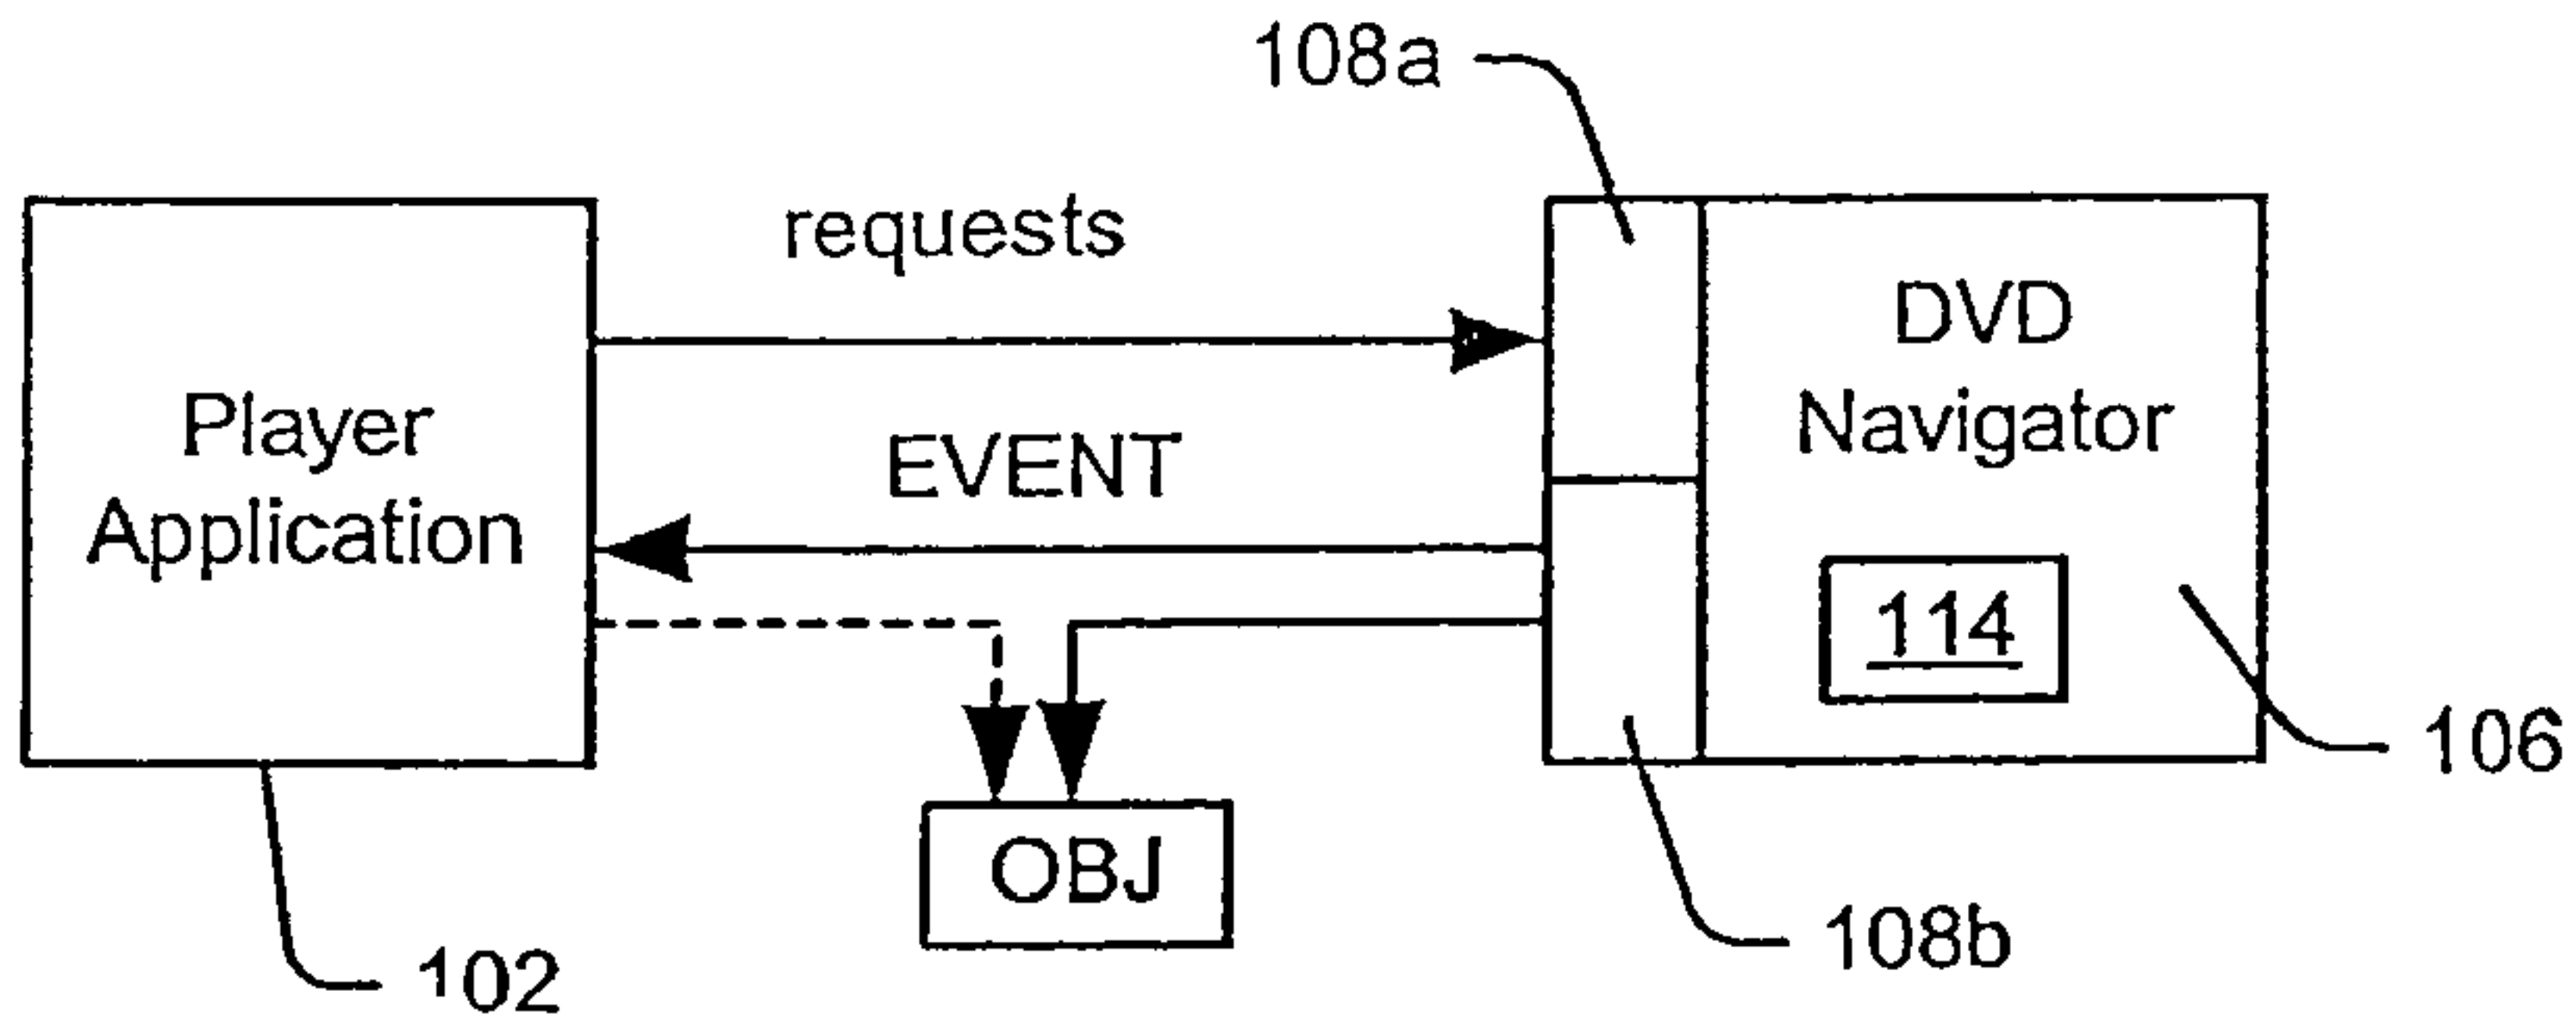 108a
requests
DVD
Navigator
Player
Application
EVENT
114
106
OBJ
108b
102